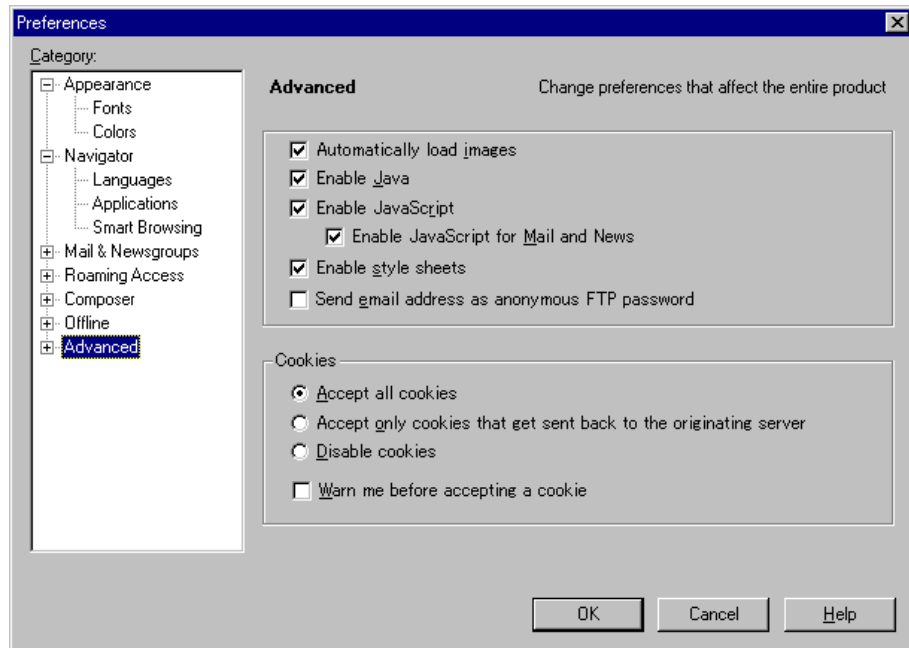 Preferences
Category:
Appearance
Fonts
Colors
Navigator
Languages
Applications
Smart Browsing
Mail & Newsgroups
Roaming Access
Composer
Offline
Advanced
Advanced Change preferences that affect the entire product
Automatically load images
Enable Java
Enable JavaScript
Enable JavaScript for Mail and News
Enable style sheets
Send email address as anonymous FTP password
Cookies
Accept all cookies
Accept only cookies that get sent back to the originating server
Disable cookies
Warn me before accepting a cookie
OK Cancel Help